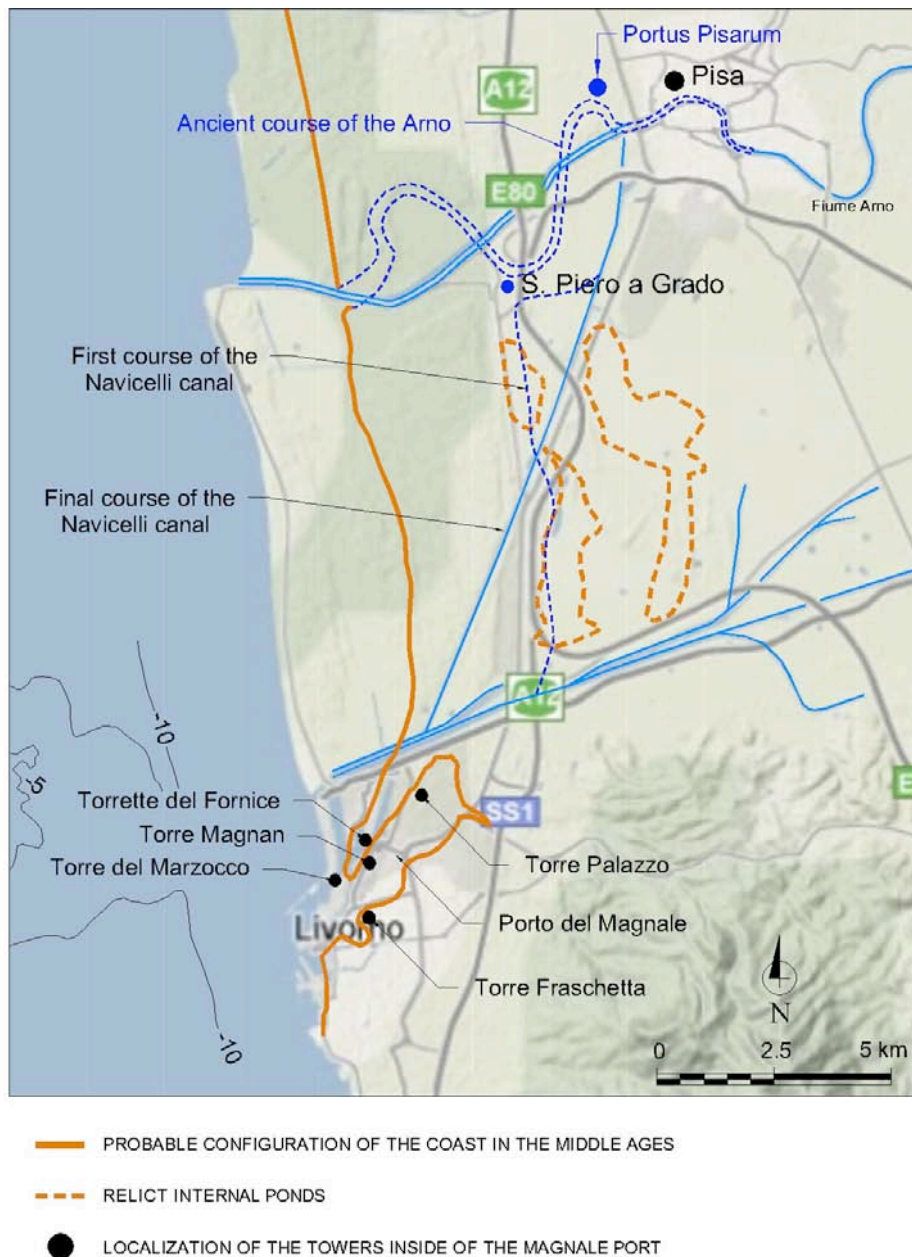 Portus Pisarum
A12
Pisa
Ancient course of the Arno
E80
Fiume Arno
S. Piero a Grado
First course of the
Navicelli canal
Final course of the
Navicelli canal
A12
-10
-5
Torrette del Fornice
SS1
E
Torre Magnan
Torre del Marzocco
Torre Palazzo
Livorno
Porto del Magnale
Torre Fraschetta
-10
N
0 2.5 5 km
PROBABLE CONFIGURATION OF THE COAST IN THE MIDDLE AGES
RELICT INTERNAL PONDS
LOCALIZATION OF THE TOWERS INSIDE OF THE MAGNALE PORT